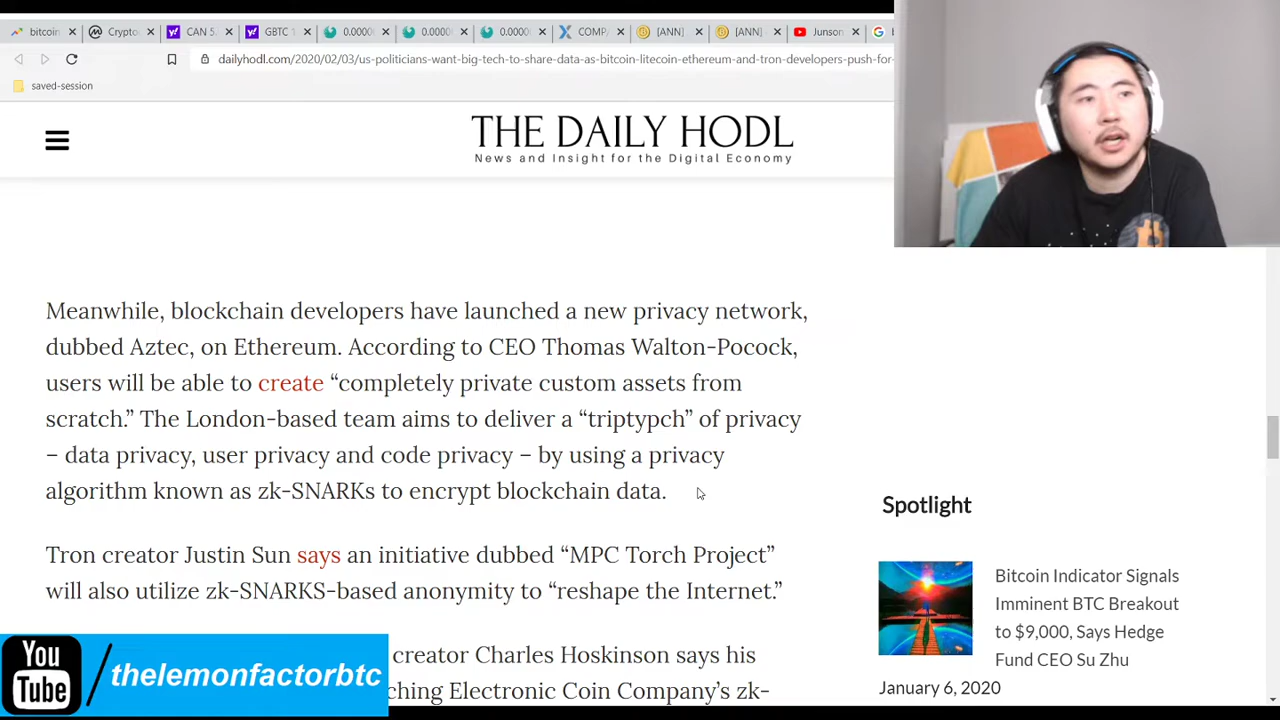 bitcoin
Crypto
CAN 5.
GBTC 1
0.0000
0.0000
0.0000
COMPA
[ANN]
[ANN]
Junson
b
dailyhodl.com/2020/02/03/us-politicians-want-big-tech-to-share-data-as-bitcoin-litecoin-ethereum-and-tron-developers-push-for-
saved-session
THE DAILY HODL
News and Insight for the Digital Economy
Meanwhile, blockchain developers have launched a new privacy network,
dubbed Aztec, on Ethereum. According to CEO Thomas Walton-Pocock,
users will be able to create “completely private custom assets from
scratch.” The London-based team aims to deliver a “triptypch” of privacy
– data privacy, user privacy and code privacy – by using a privacy
algorithm known as zk-SNARKs to encrypt blockchain data.
Tron creator Justin Sun says an initiative dubbed “MPC Torch Project”
will also utilize zk-SNARKS-based anonymity to “reshape the Internet.”
creator Charles Hoskinson says his
ching Electronic Coin Company’s zk-
Spotlight
Bitcoin Indicator Signals
Imminent BTC Breakout
to $9,000, Says Hedge
Fund CEO Su Zhu
January 6, 2020
You
Tube
/thelemonfactorbtc